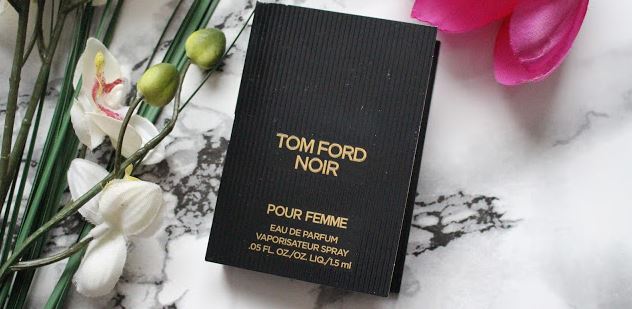 TOM FORD
NOIR
POUR FEMME
EAU DE PARFUM
VAPORISATEUR SPRAY
.05 FL. OZ./OZ. LIQ./1.5 ml